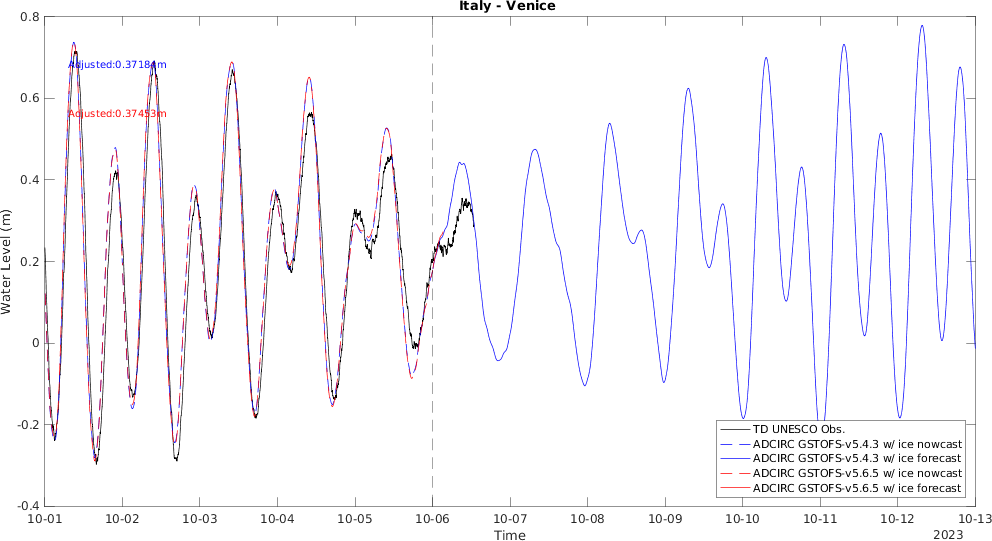 Italy - Venice
0.8
0.6
0.4
0.2
0
-0.2
-0.4
Water Level (m)
Adjusted:0.37184m
Adjusted:0.37453m
TD UNESCO Obs.
ADCIRC GSTOFS-v5.4.3 w/ ice nowcast
ADCIRC GSTOFS-v5.4.3 w/ ice forecast
ADCIRC GSTOFS-v5.6.5 w/ ice nowcast
ADCIRC GSTOFS-v5.6.5 w/ ice forecast
10-01 10-02 10-03 10-04 10-05 10-06 10-07 10-08 10-09 10-10 10-11 10-12 10-13
Time
2023